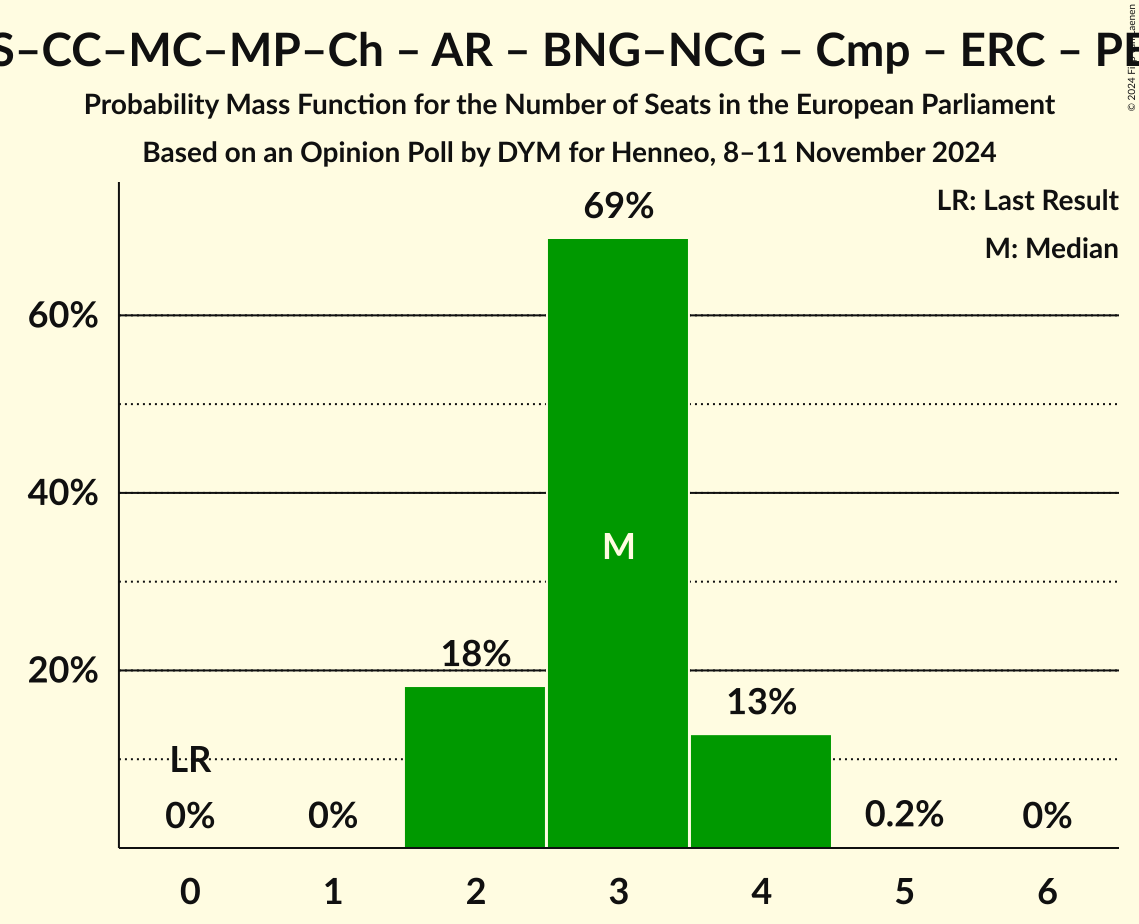 S–CC–MC–MP–Ch – AR – BNG–NCG – Cmp – ERC – PE
Probability Mass Function for the Number of Seats in the European Parliament
Based on an Opinion Poll by DYM for Henneo, 8–11 November 2024
LR: Last Result
M: Median
69%
60%
40%
M
20%
18%
13%
LR
0%
0%
0.2%
0%
0 1 2 3 4 5 6
© 2024